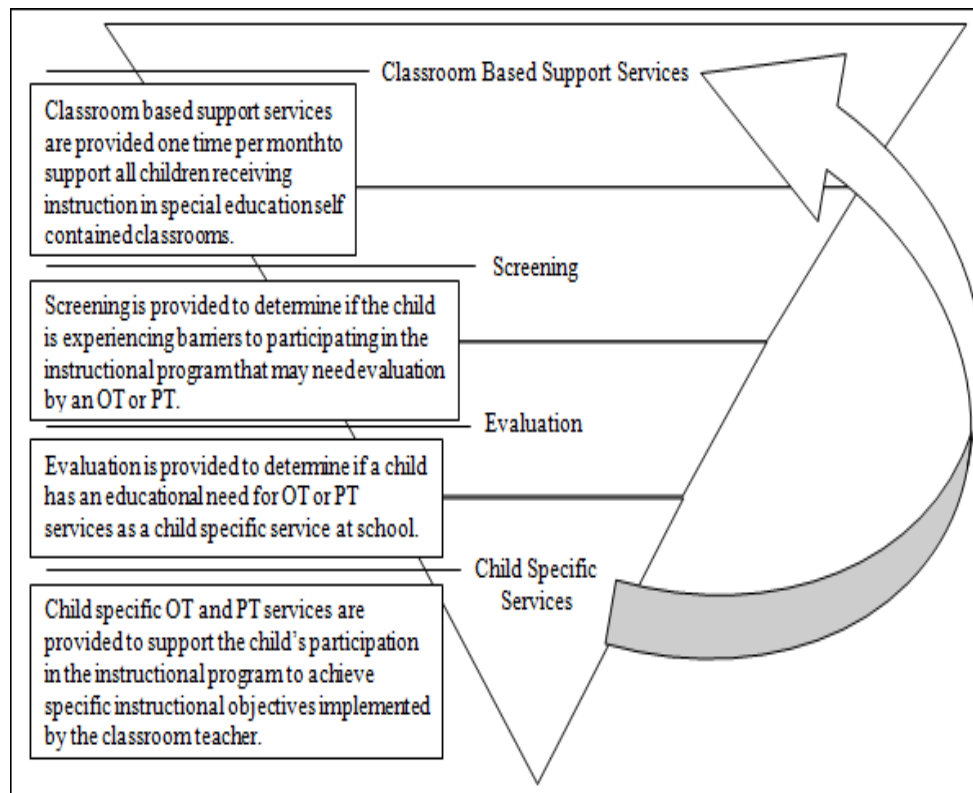 Classroom Based Support Services
Classroom based support services
are provided one time per month to
support all children receiving
instruction in special education self
contained classrooms.
Screening
Screening is provided to determine if the child
is experiencing barriers to participating in the
instructional program that may need evaluation
by an OT or PT.
Evaluation
Evaluation is provided to determine if a child
has an educational need for OT or PT
services as a child specific service at school.
Child Specific
Services
Child specific OT and PT services are
provided to support the child’s participation
in the instructional program to achieve
specific instructional objectives implemented
by the classroom teacher.